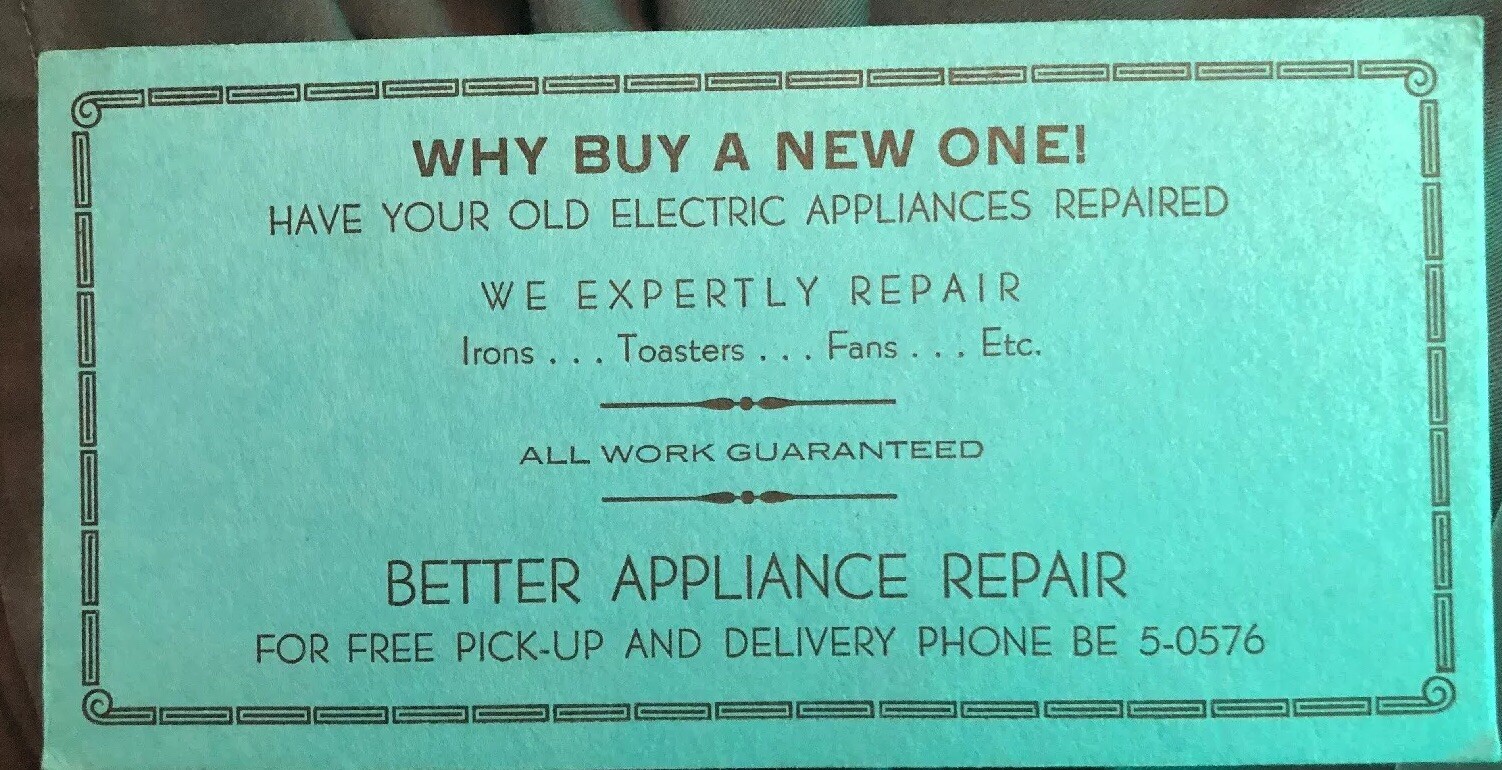 WHY BUY A NEW ONE!
HAVE YOUR OLD ELECTRIC APPLIANCES REPAIRED
WE EXPERTLY REPAIR
Irons . . . Toasters . . . Fans . . . Etc.
ALL WORK GUARANTEED
BETTER APPLIANCE REPAIR
FOR FREE PICK-UP AND DELIVERY PHONE BE 5-0576